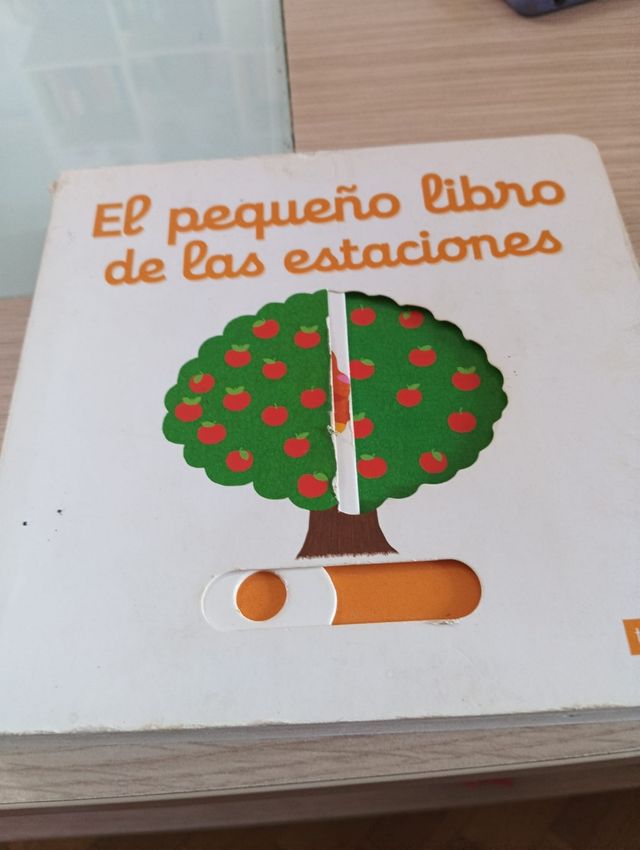 El pequeño libro
de las estaciones